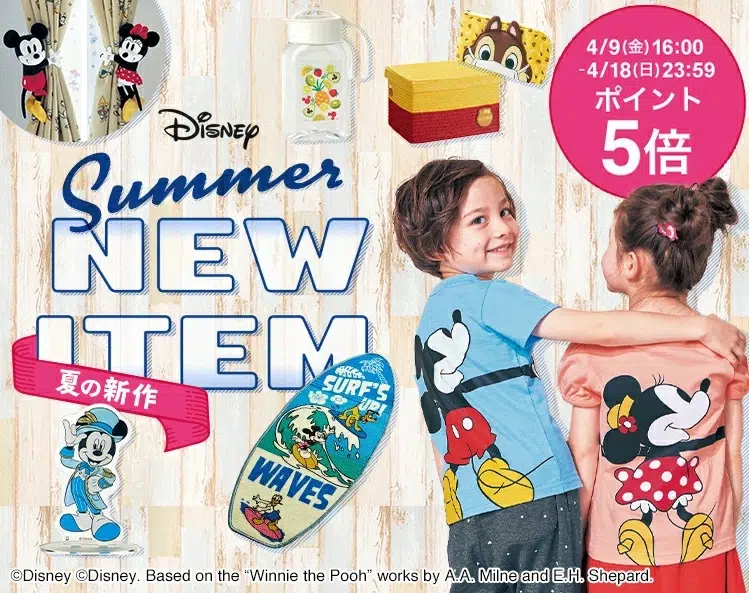 4/9(金)16:00
-4/18(日)23:59
ポイント
5倍
Disney
Summer
NEW
ITEM
夏の新作
SURF'S
UP!
WAVES
©Disney ©Disney. Based on the “Winnie the Pooh” works by A.A. Milne and E.H. Shepard.